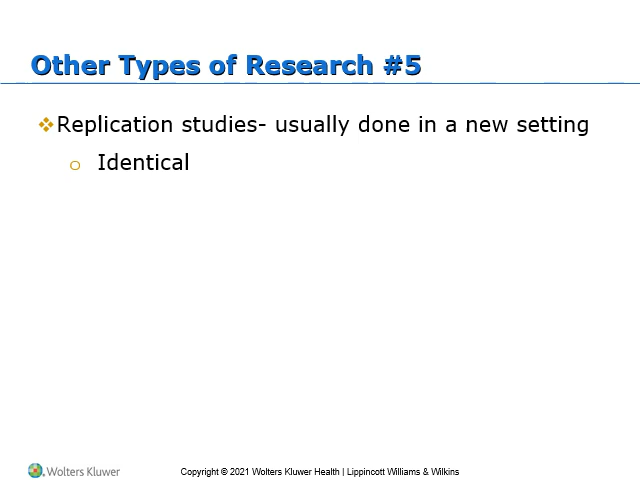 Other Types of Research #5
❖Replication studies- usually done in a new setting
o Identical
Wolters Kluwer
Copyright © 2021 Wolters Kluwer Health | Lippincott Williams & Wilkins